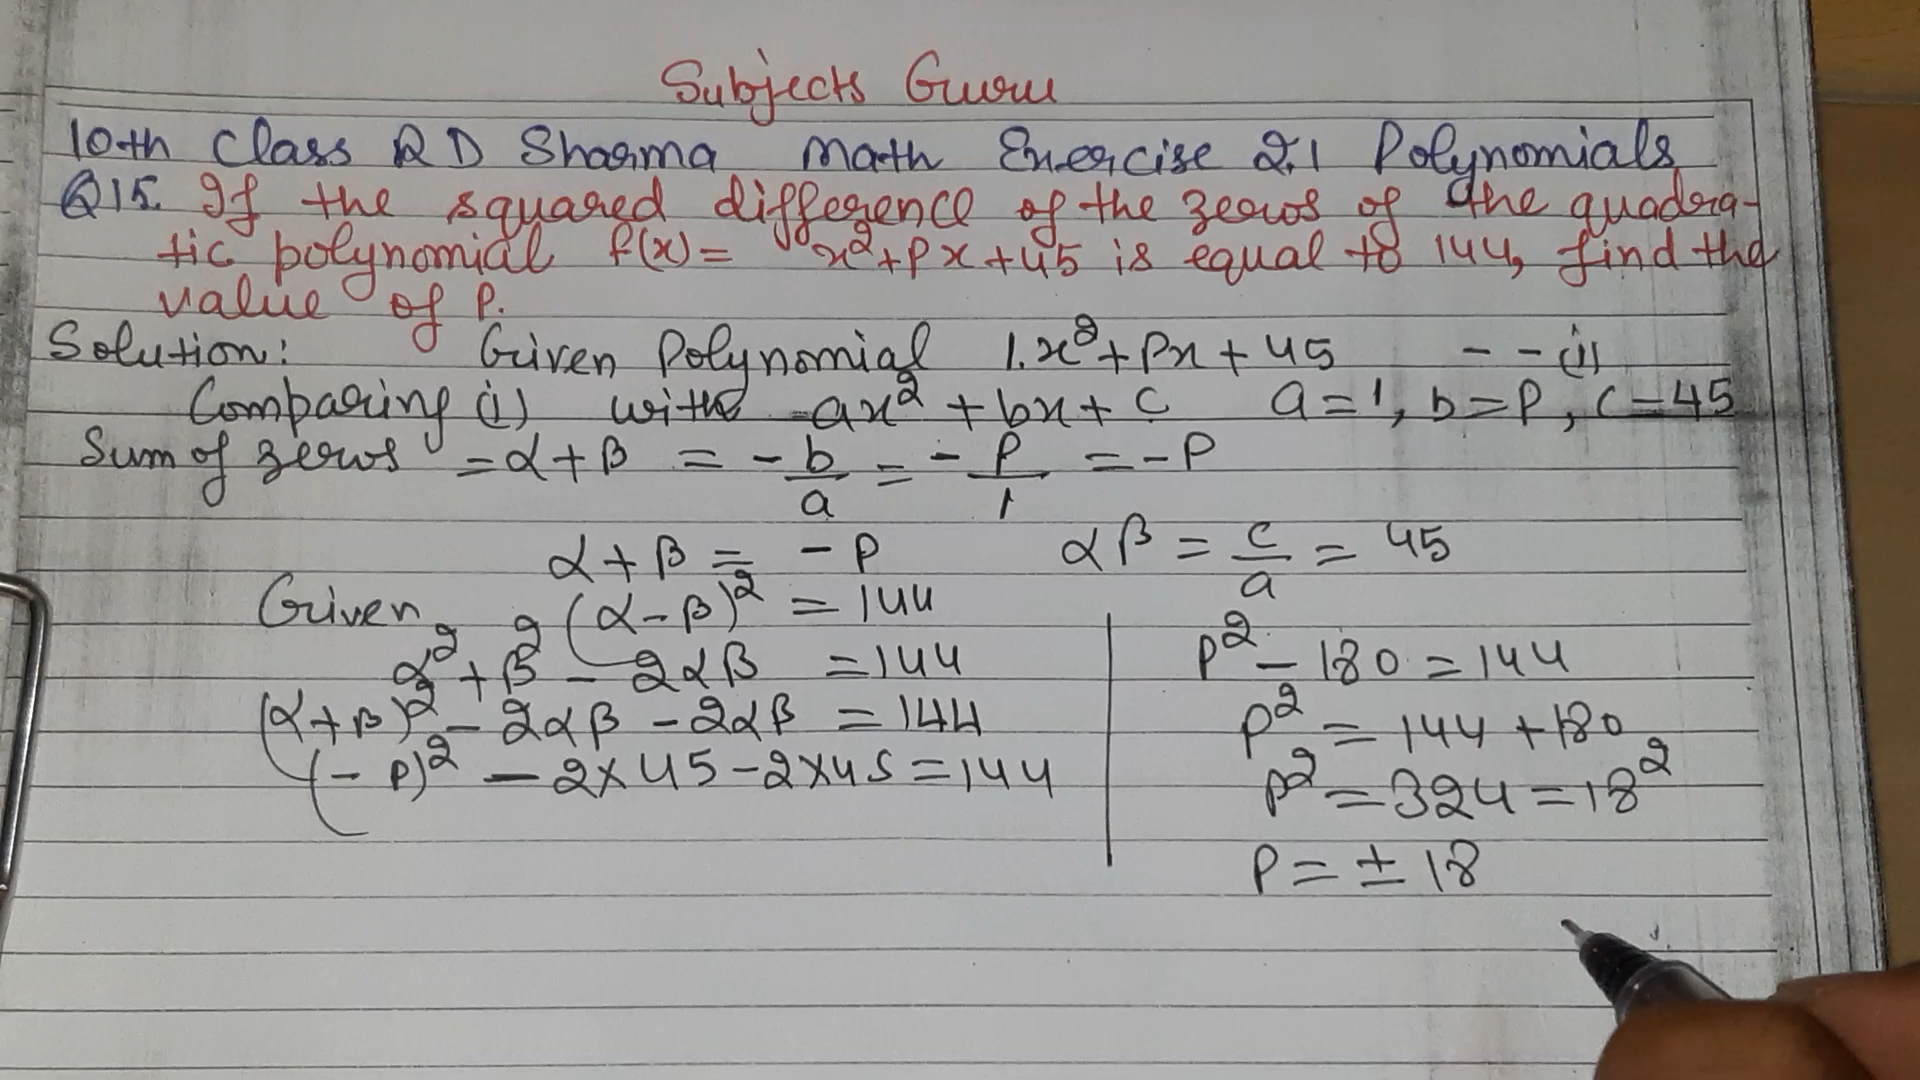 Subjects Guru
10th Class RD Sharma Math Exercise 2.1 Polynomials
Q15. If the squared difference of the zeros of the quadra-
tic polynomial f(x) = x²+px+45 is equal to 144, find the
value of P.
Solution: Given Polynomial 1.x²+Px+45 --(i)
Comparing (i) with ax²+bx+c a=1, b=P, c=45
Sum of zeros = α+β = -b/a = -P/1 = -P
α+β = -P αβ = c/a = 45
Given (α-β)² = 144
α²+β²-2αβ = 144
(α+β)²-2αβ-2αβ = 144
(-P)²-2×45-2×45=144
P²-180=144
P²=144+180
P²=324=18²
P=±18